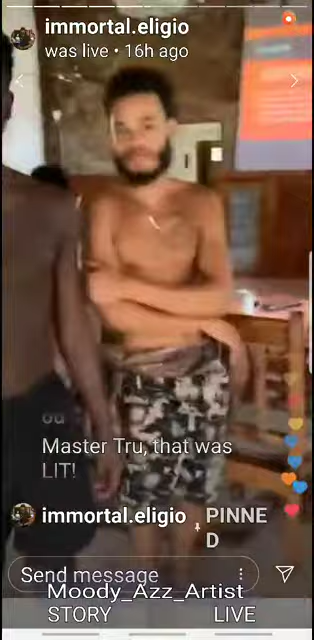 immortal.eligio
was live • 16h ago
ou
Master Tru, that was
LIT!
immortal.eligio PINNE
D
Send message
Moody_Azz_Artist
STORY LIVE